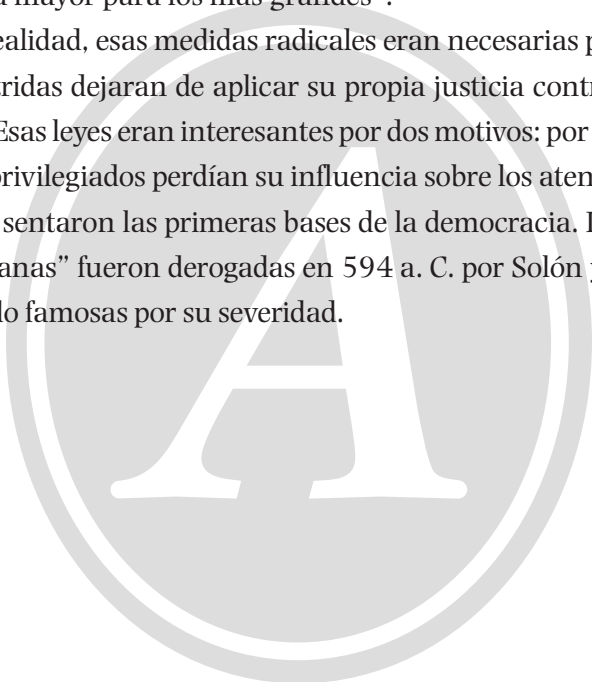 mayor para los más grandes".
ealidad, esas medidas radicales eran necesarias p
ridas dejaran de aplicar su propia justicia cont
Esas leyes eran interesantes por dos motivos: por
privilegiados perdían su influencia sobre los aten
sentaron las primeras bases de la democracia.
anas” fueron derogadas en 594 a. C. por Solón y
do famosas por su severidad.
A